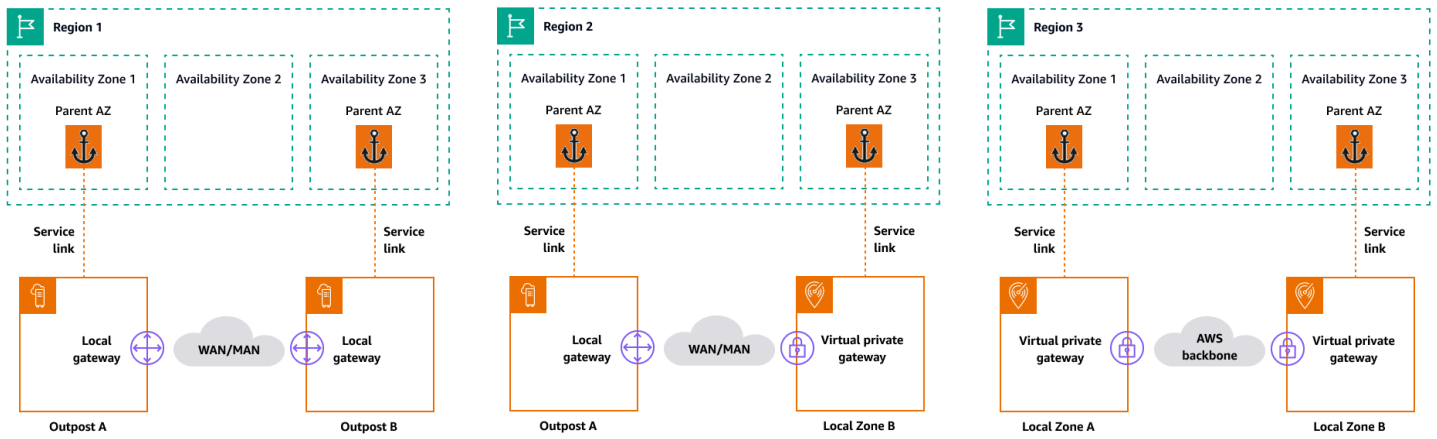 Region 1
Availability Zone 1
Availability Zone 2
Availability Zone 3
Parent AZ
Parent AZ
Service
link
Service
link
Local
gateway
WAN/MAN
Local
gateway
Outpost A
Outpost B
Region 2
Availability Zone 1
Availability Zone 2
Availability Zone 3
Parent AZ
Parent AZ
Service
link
Service
link
Local
gateway
WAN/MAN
Virtual private
gateway
Outpost A
Local Zone B
Region 3
Availability Zone 1
Availability Zone 2
Availability Zone 3
Parent AZ
Parent AZ
Service
link
Service
link
Virtual private
gateway
AWS
backbone
Virtual private
gateway
Local Zone A
Local Zone B